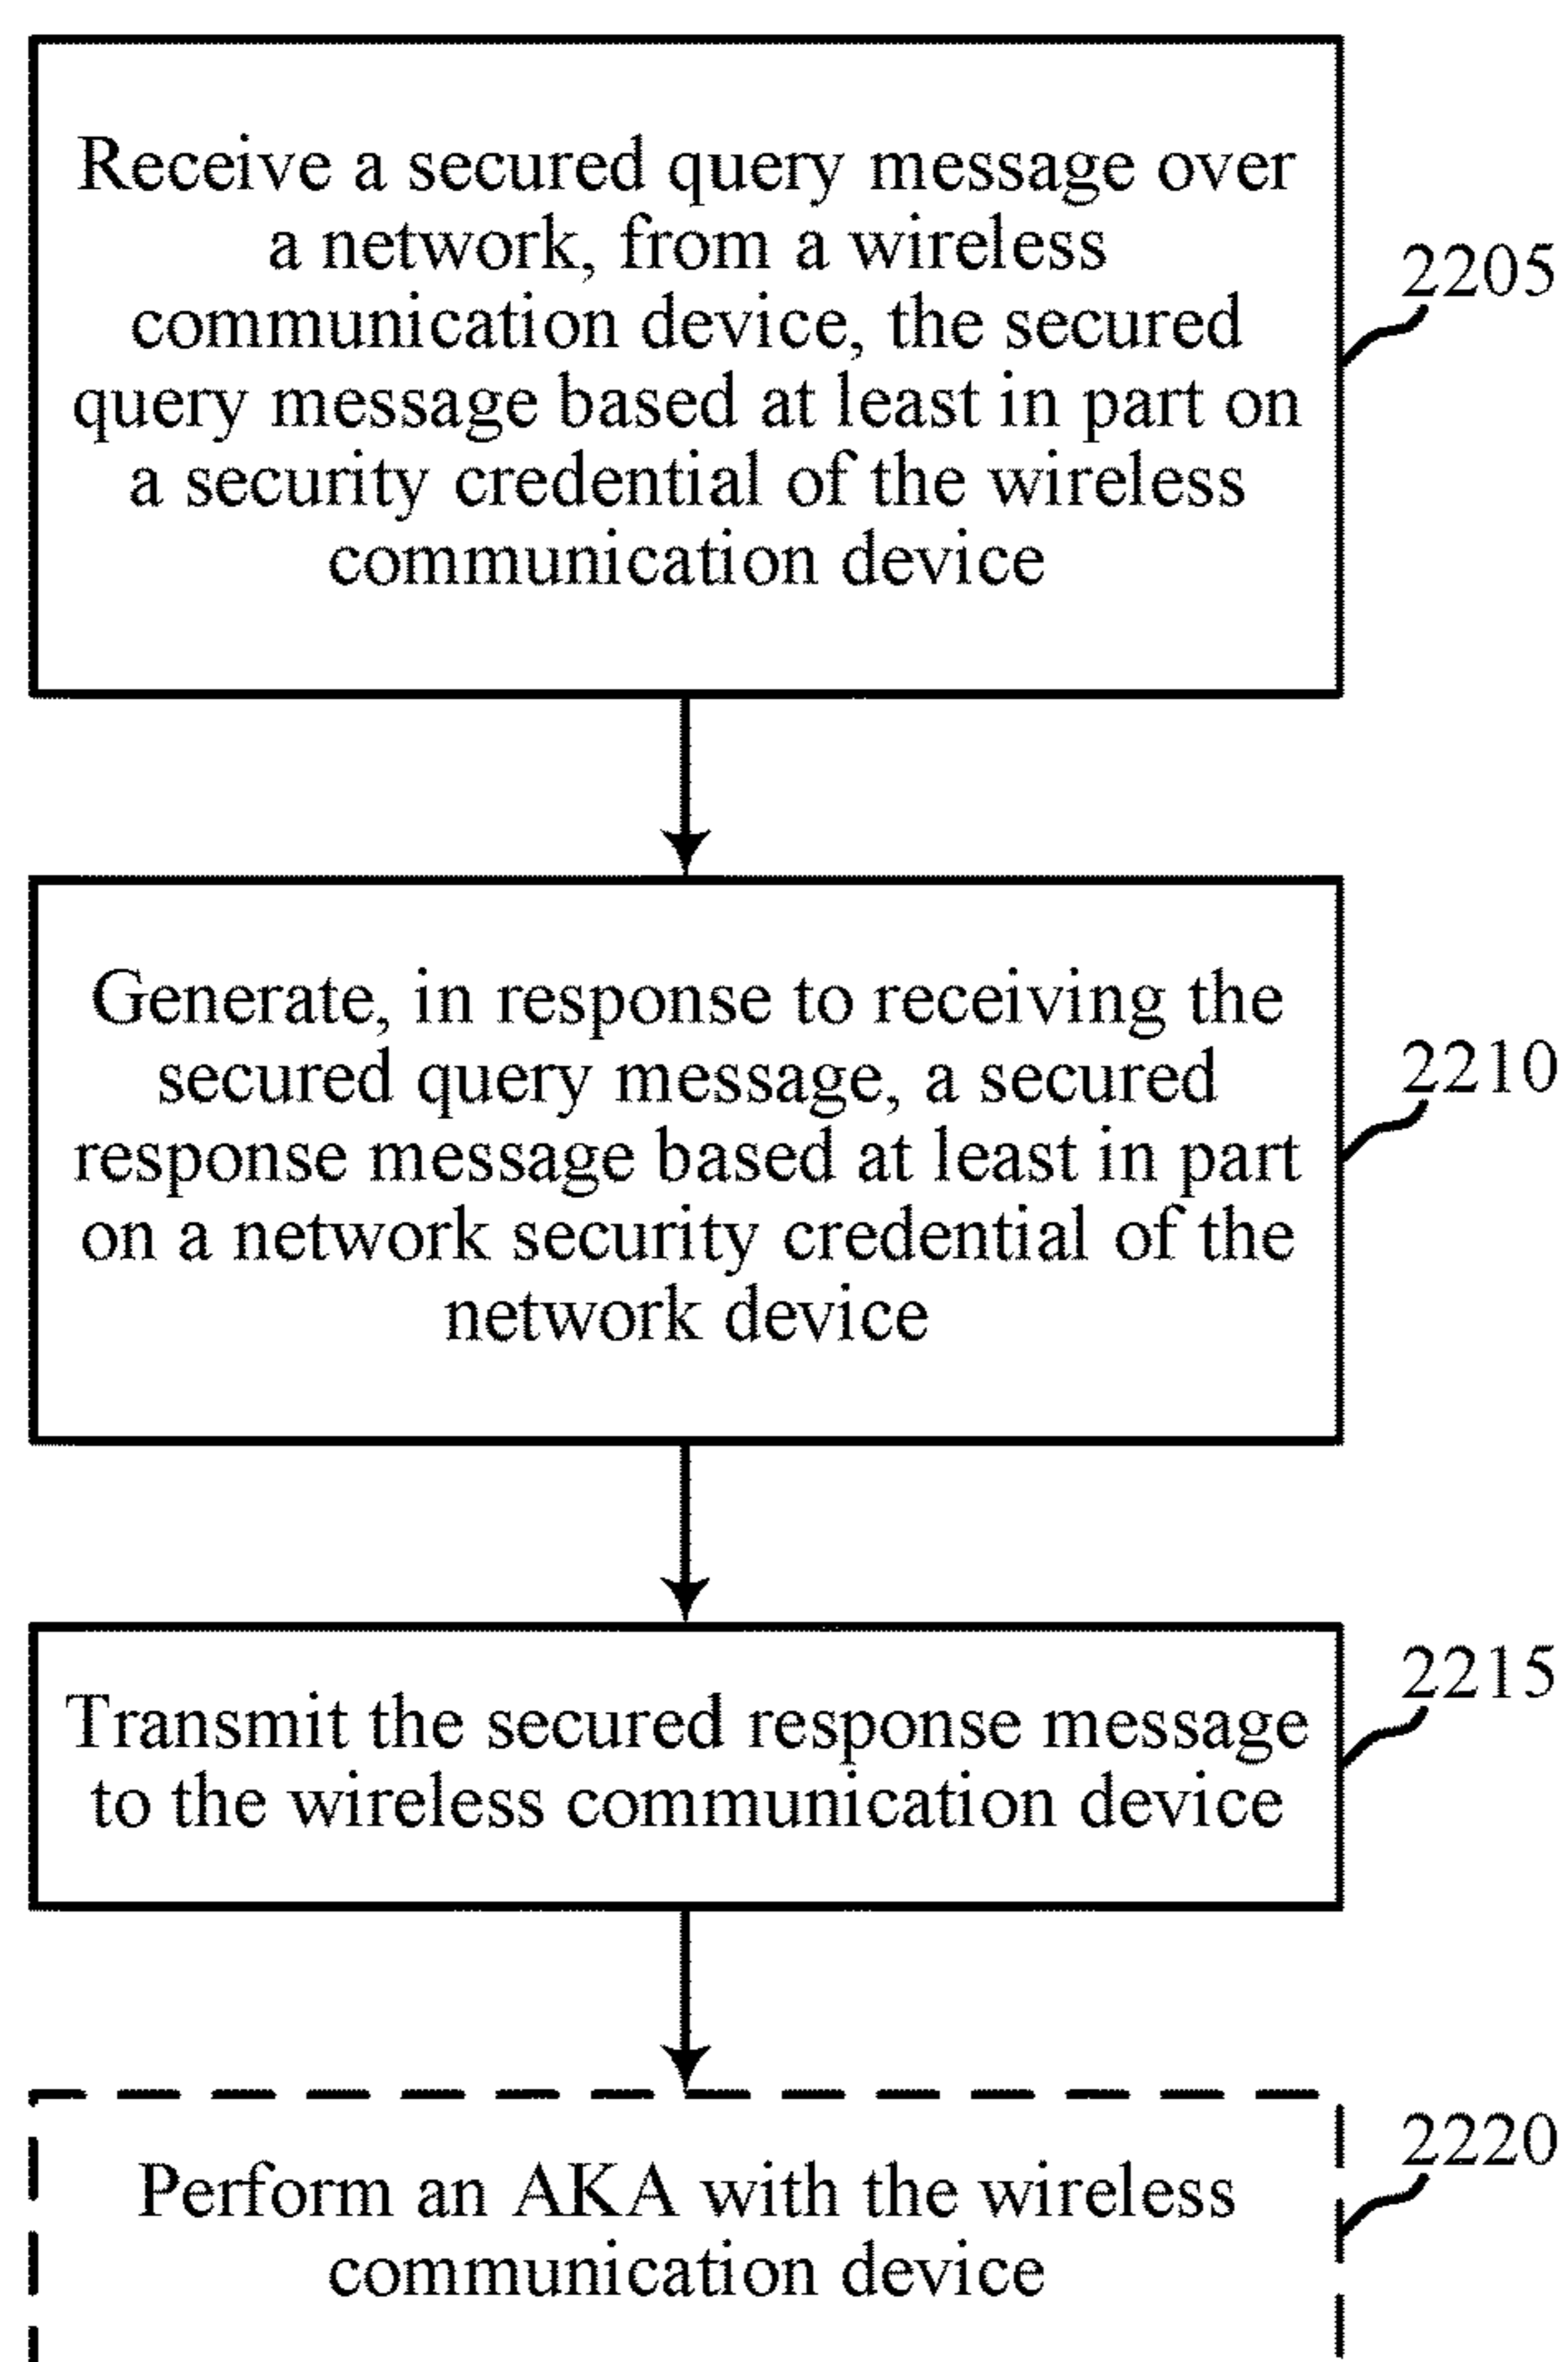 Receive a secured query message over
a network, from a wireless
communication device, the secured
query message based at least in part on
a security credential of the wireless
communication device
2205
Generate, in response to receiving the
secured query message, a secured
response message based at least in part
on a network security credential of the
network device
2210
Transmit the secured response message
to the wireless communication device
2215
Perform an AKA with the wireless
communication device
2220